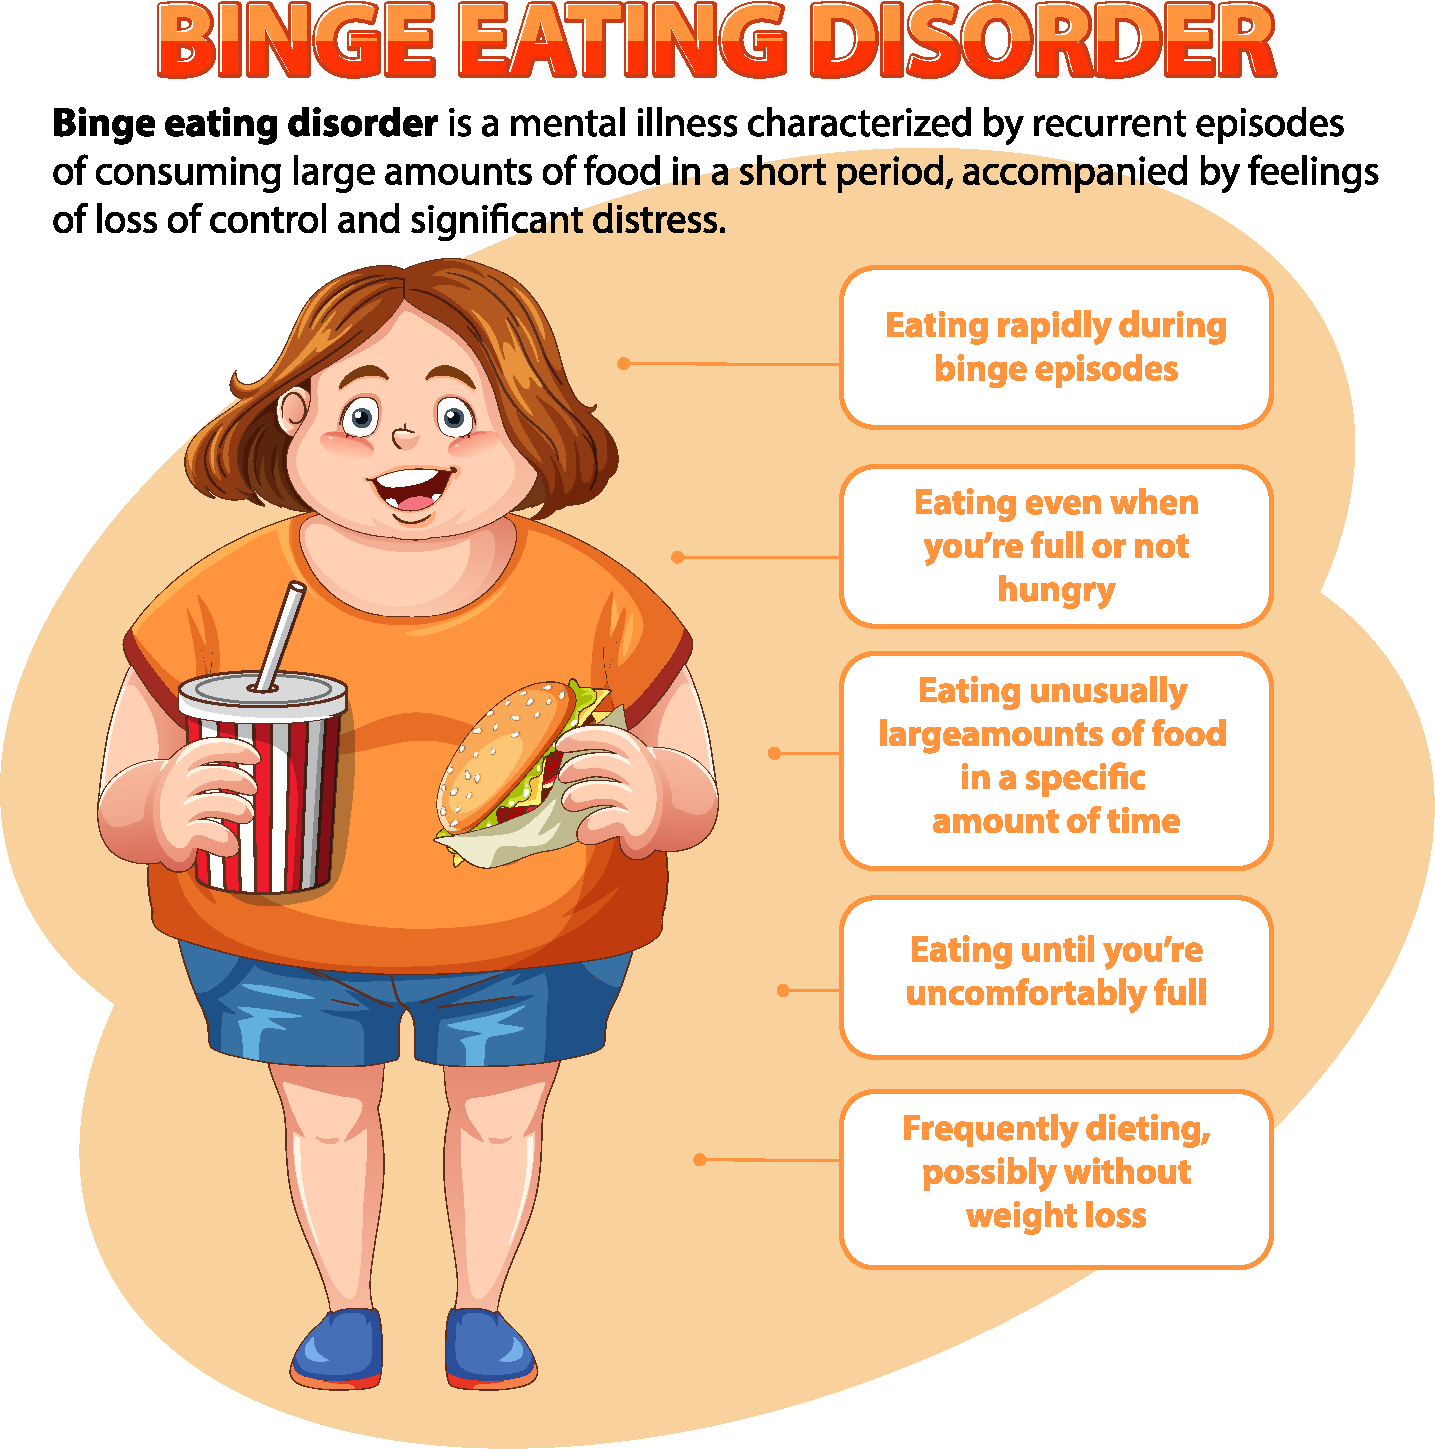 BINGE EATING DISORDER
Binge eating disorder is a mental illness characterized by recurrent episodes
of consuming large amounts of food in a short period, accompanied by feelings
of loss of control and significant distress.
Eating rapidly during
binge episodes
Eating even when
you're full or not
hungry
Eating unusually
largeamounts of food
in a specific
amount of time
Eating until you're
uncomfortably full
Frequently dieting,
possibly without
weight loss